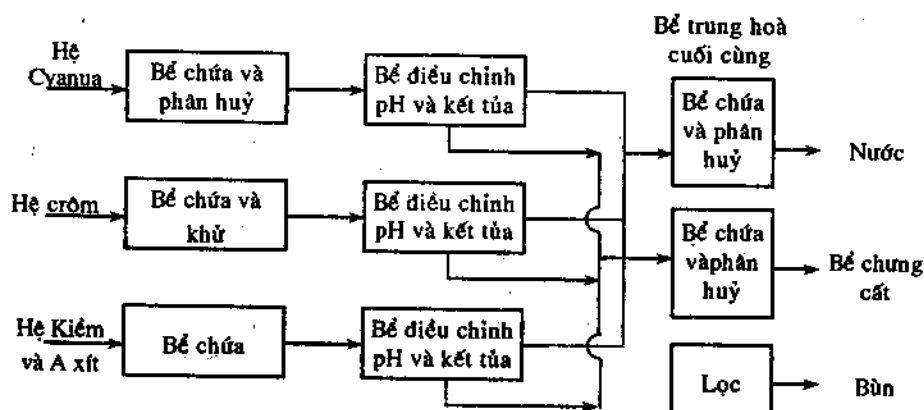 Hệ
Cyanua
Bể chứa và
phân huỷ
Bể điều chỉnh
pH và kết tủa
Bể trung hoà
cuối cùng
Bể chứa
và phân
huỷ
Nước
Hệ crôm
Bể chứa và
khử
Bể điều chỉnh
pH và kết tủa
Bể chứa
vàphân
huỷ
Bể chưng
cất
Hệ Kiềm
và A xít
Bể chứa
Bể điều chỉnh
pH và kết tủa
Lọc
Bùn